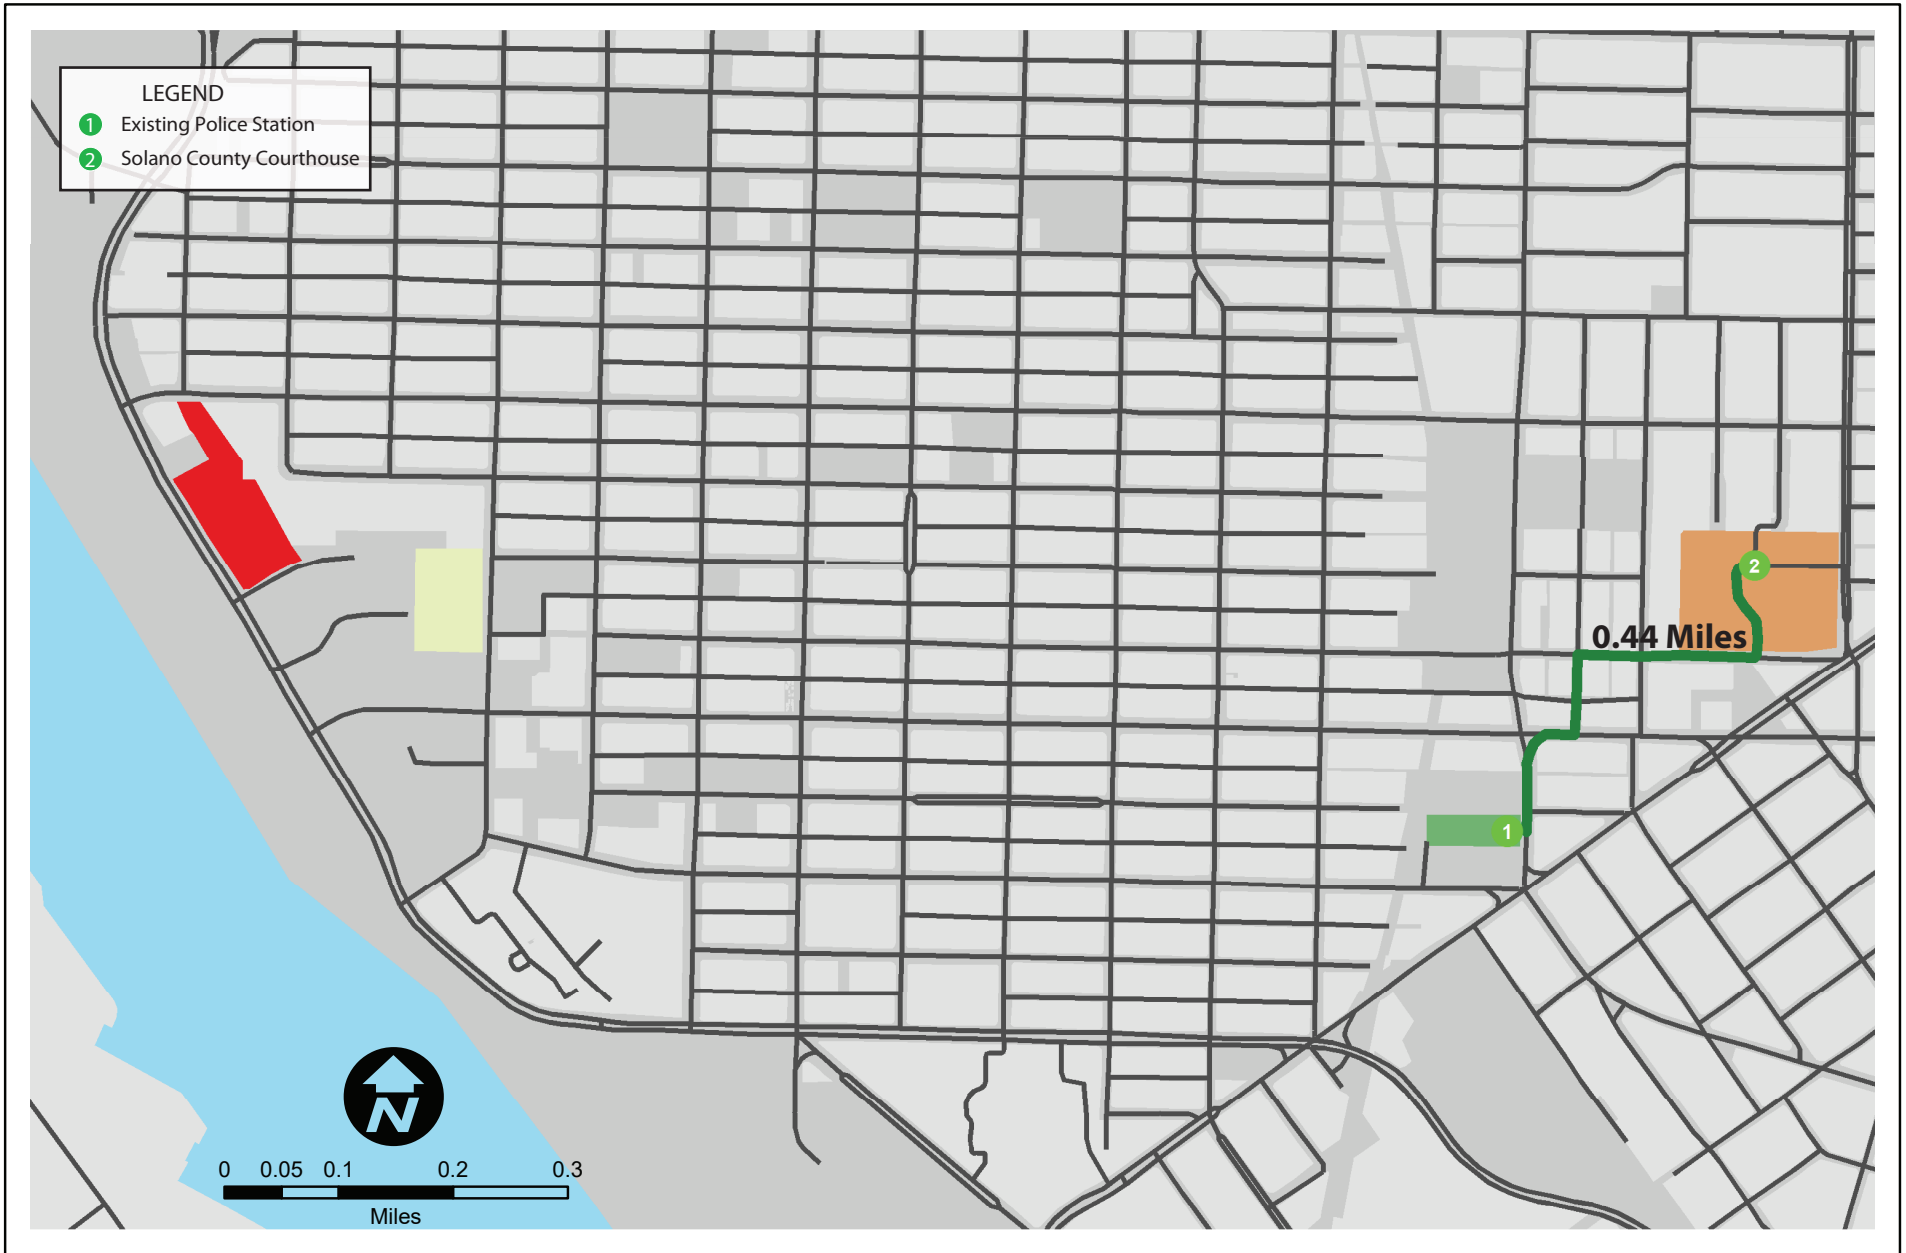 LEGEND
1 Existing Police Station
2 Solano County Courthouse
2
0.44 Miles
1
N
0 0.05 0.1 0.2 0.3
Miles